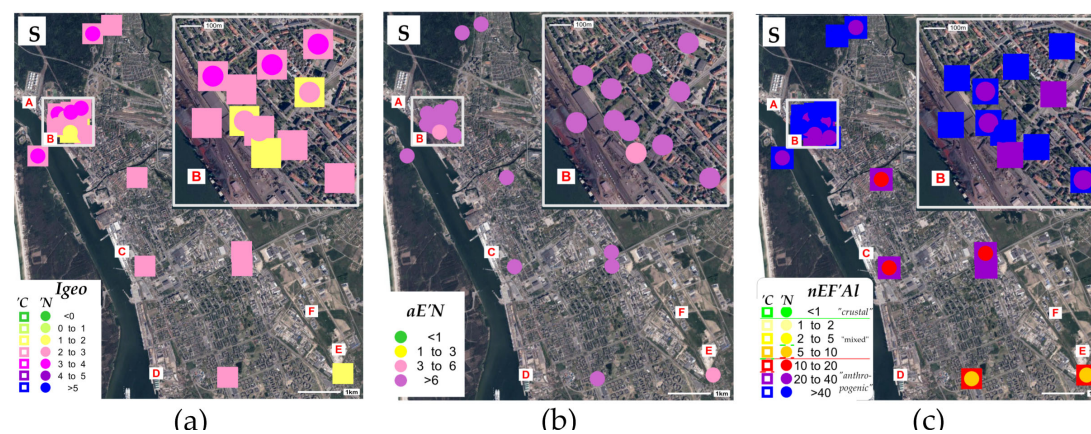 S
100m
A
B
B
C
F
E
D
Igeo
'C 'N
<0
0 to 1
1 to 2
2 to 3
3 to 4
4 to 5
>5
1km
(a)
S
100m
A
B
B
C
F
E
D
aE'N
<1
1 to 3
3 to 6
>6
1km
(b)
S
100m
A
B
B
C
F
E
D
nEF'Al
'C 'N
<1 "crustal"
1 to 2
2 to 5 "mixed"
5 to 10
10 to 20
20 to 40 "anthro-
>40 pogenic"
1km
(c)